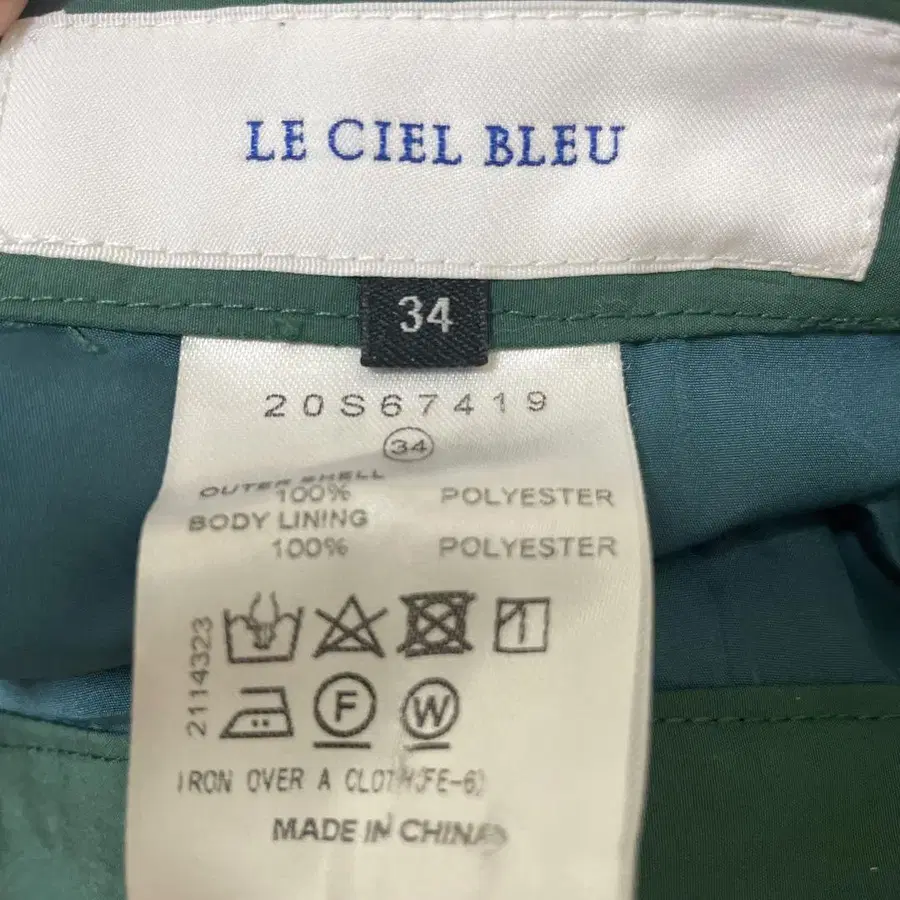 LE CIEL BLEU
34
20S67419
34
OUTER SHELL
100% POLYESTER
BODY LINING
100% POLYESTER
2114323
F W
IRON OVER A CLOTH(FE-6)
MADE IN CHINA